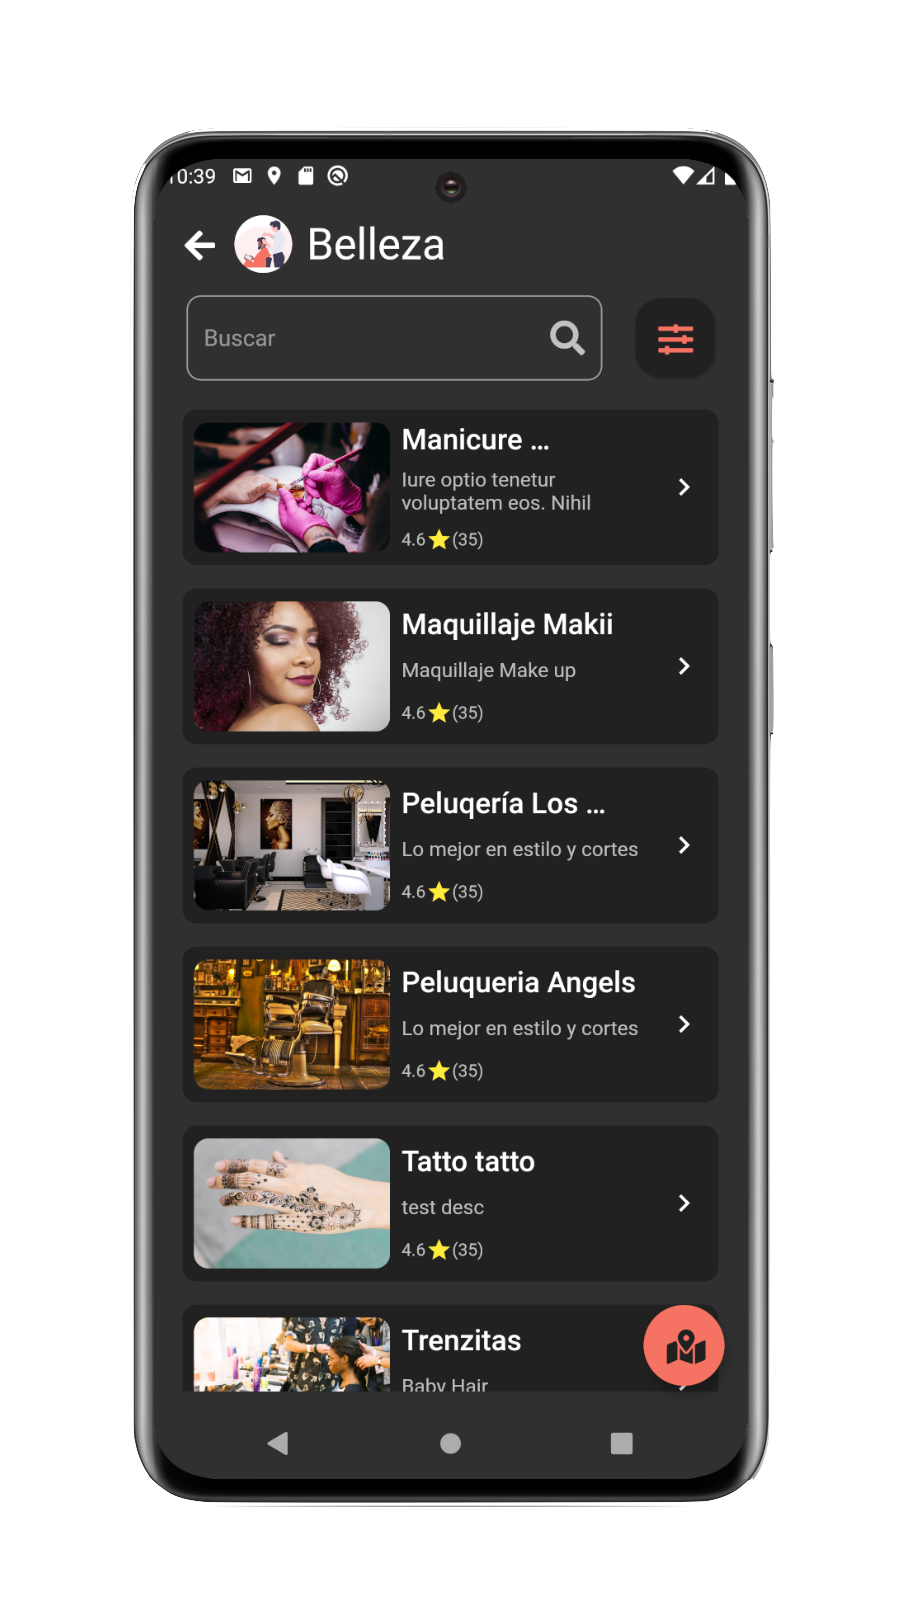 10:39
Belleza
Buscar
Manicure ...
Iure optio tenetur
voluptatem eos. Nihil
4.6⭐(35)
Maquillaje Makii
Maquillaje Make up
4.6⭐(35)
Peluqería Los ...
Lo mejor en estilo y cortes
4.6⭐(35)
Peluqueria Angels
Lo mejor en estilo y cortes
4.6⭐(35)
Tatto tatto
test desc
4.6⭐(35)
Trenzitas
Baby Hair